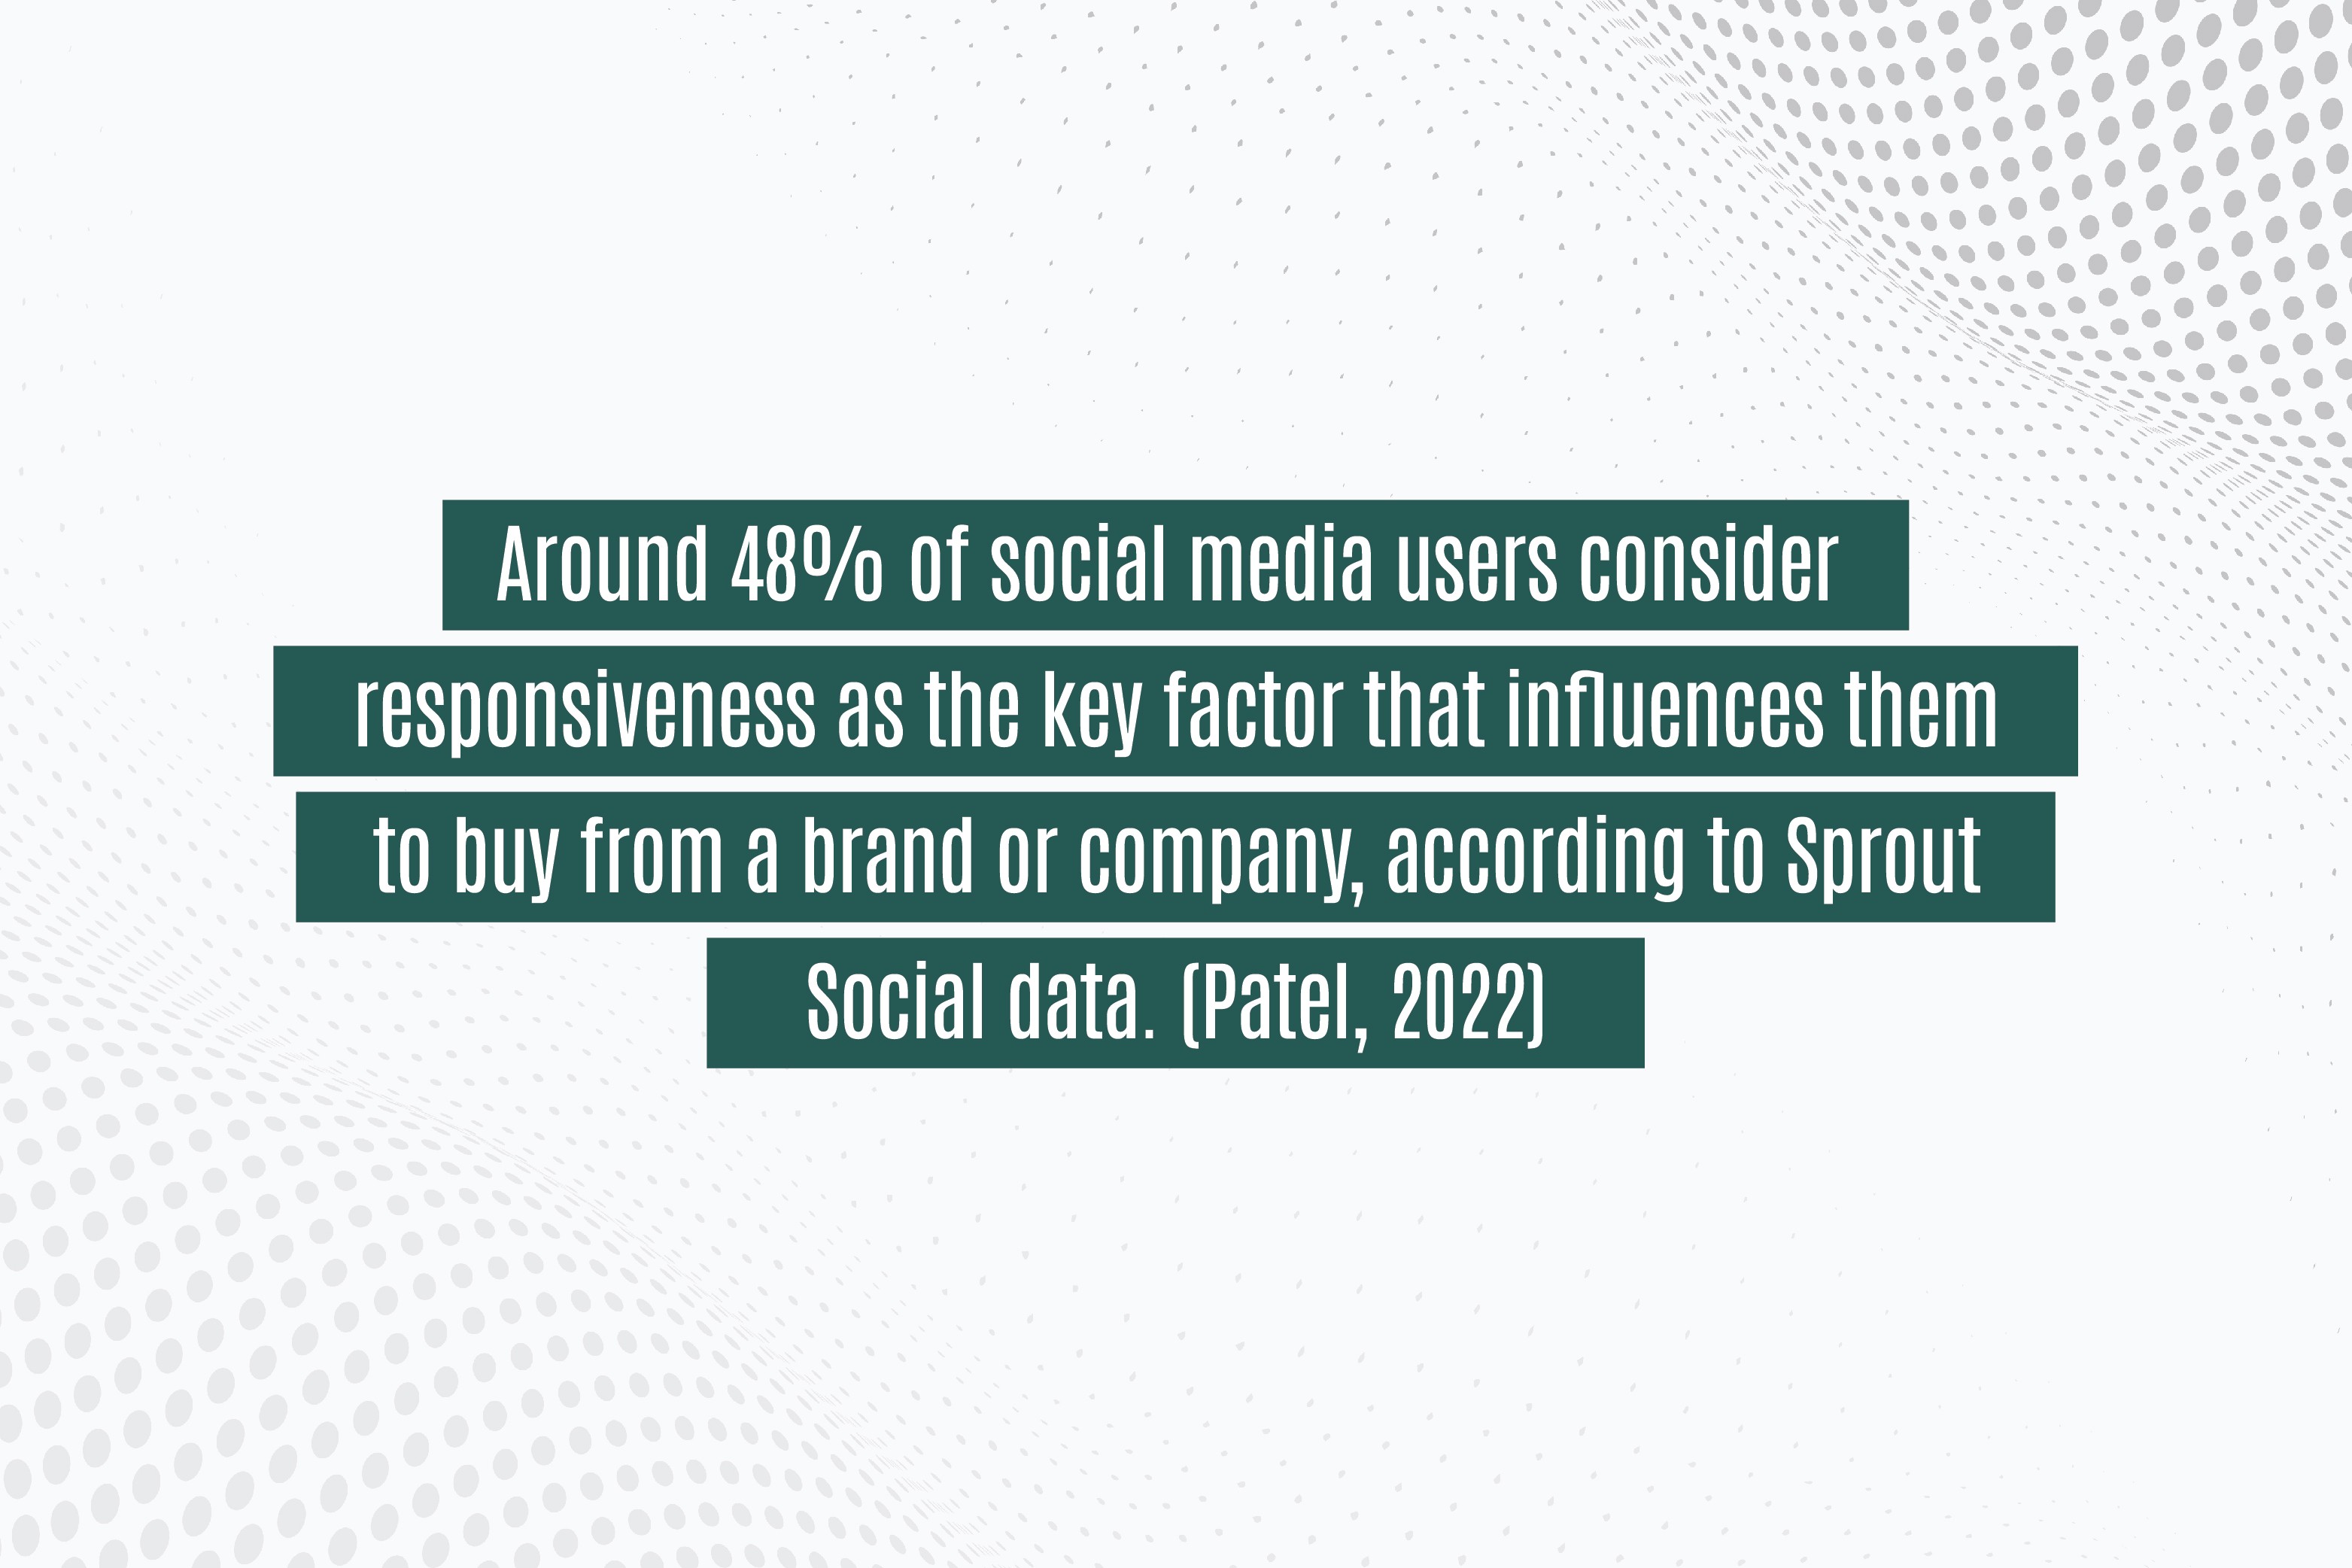 Around 48% of social media users consider
responsiveness as the key factor that influences them
to buy from a brand or company, according to Sprout
Social data. (Patel, 2022)